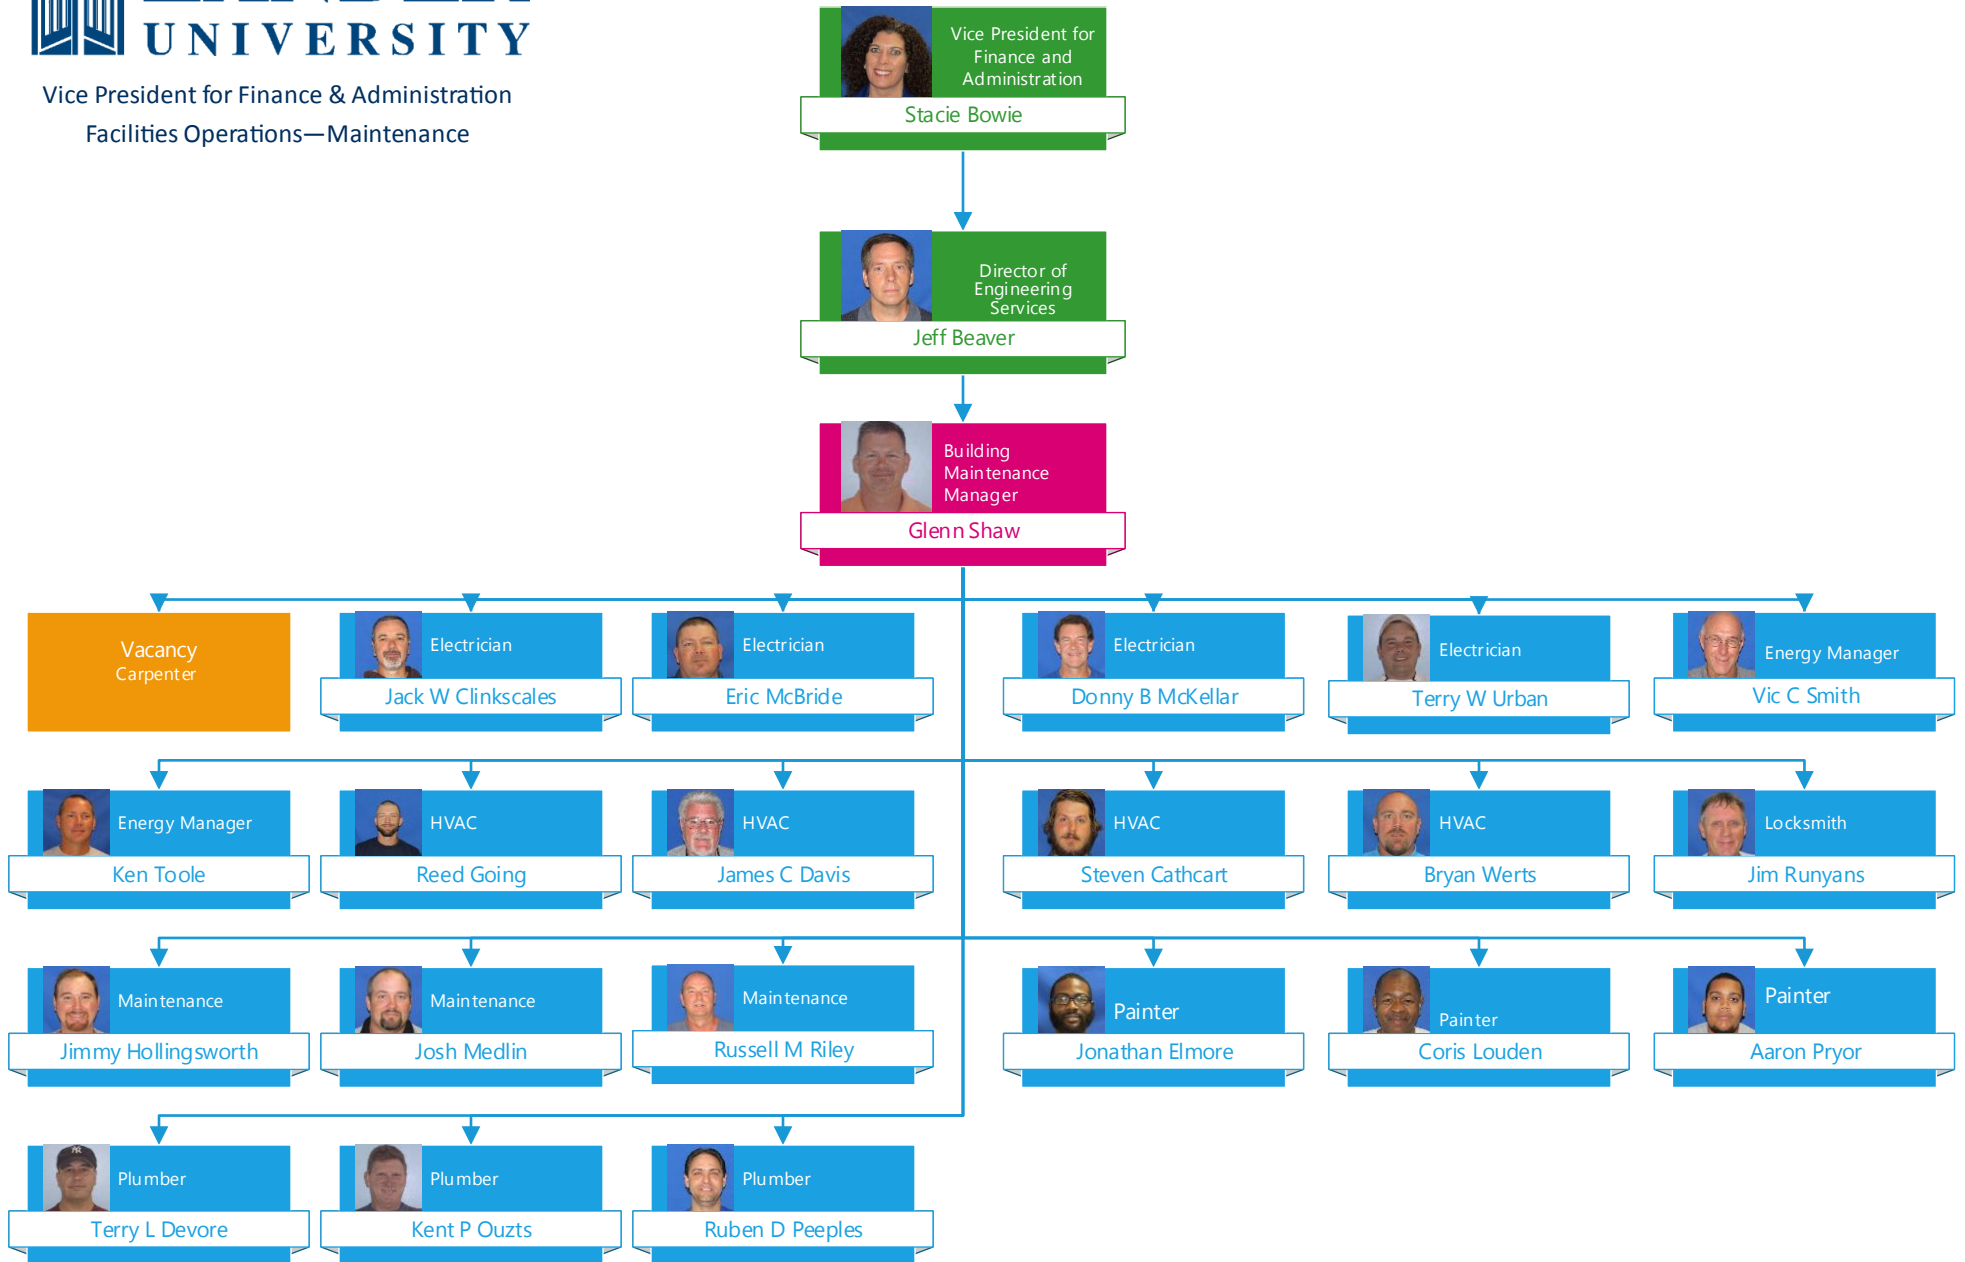 UNIVERSITY
Vice President for Finance & Administration
Facilities Operations—Maintenance
Vice President for
Finance and
Administration
Stacie Bowie
Director of
Engineering
Services
Jeff Beaver
Building
Maintenance
Manager
Glenn Shaw
Vacancy
Carpenter
Electrician
Jack W Clinkscales
Electrician
Eric McBride
Electrician
Donny B McKellar
Electrician
Terry W Urban
Energy Manager
Vic C Smith
Energy Manager
Ken Toole
HVAC
Reed Going
HVAC
James C Davis
HVAC
Steven Cathcart
HVAC
Bryan Werts
Locksmith
Jim Runyans
Maintenance
Jimmy Hollingsworth
Maintenance
Josh Medlin
Maintenance
Russell M Riley
Painter
Jonathan Elmore
Painter
Coris Louden
Painter
Aaron Pryor
Plumber
Terry L Devore
Plumber
Kent P Ouzts
Plumber
Ruben D Peeples